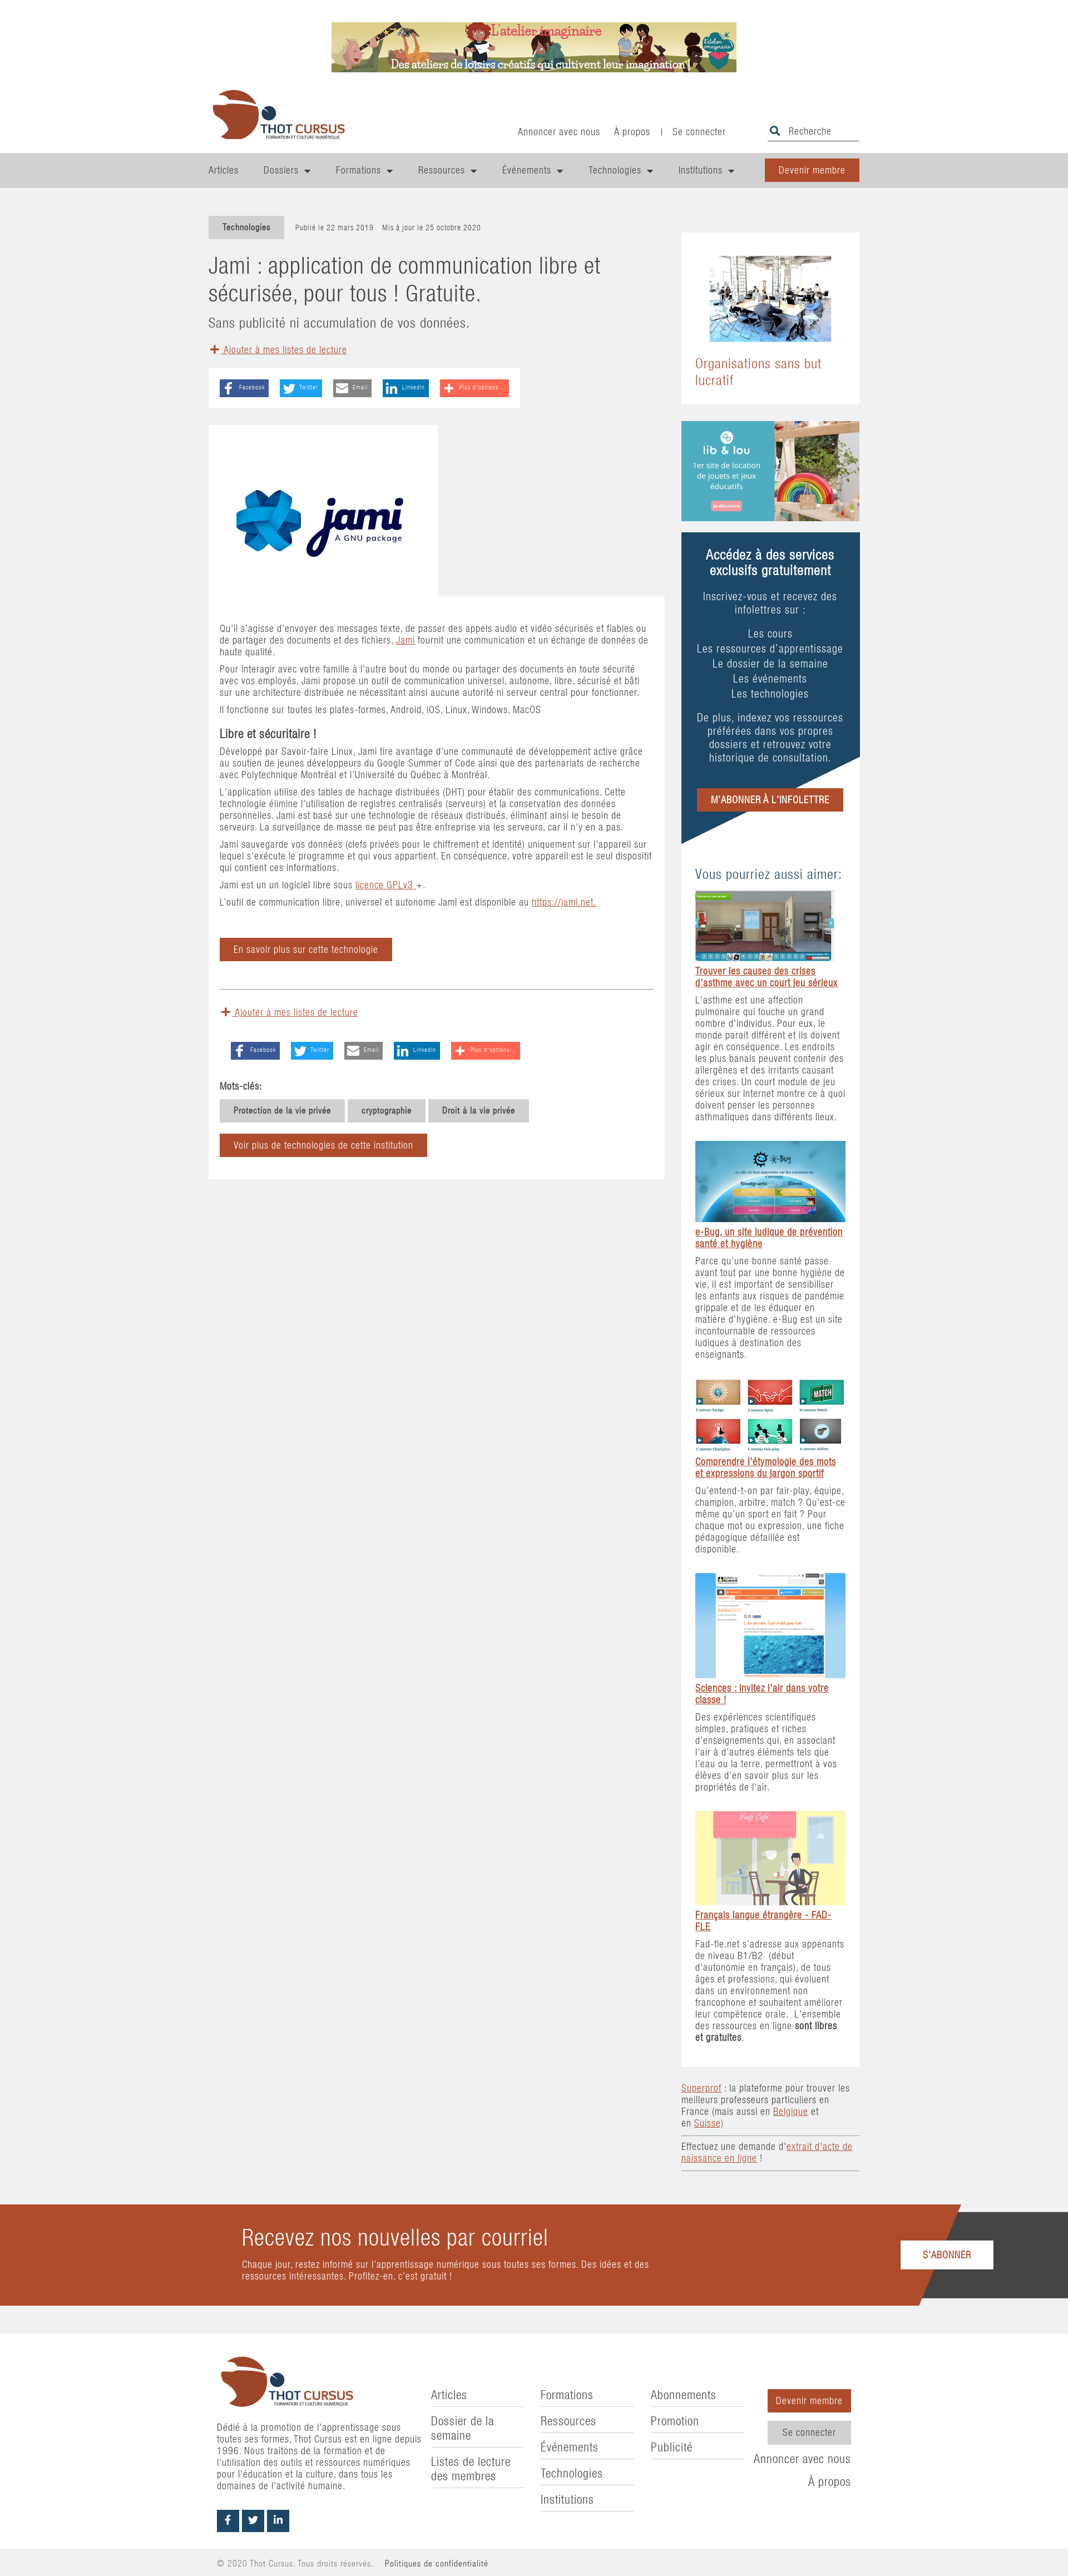 L'atelier imaginaire
Des ateliers de loisirs créatifs qui cultivent leur imagination !
THOT CURSUS
FORMATION ET CULTURE NUMÉRIQUE
Annoncer avec nous À propos | Se connecter Recherche
Articles Dossiers Formations Ressources Événements Technologies Institutions Devenir membre
Technologies Publié le 22 mars 2019 Mis à jour le 25 octobre 2020
Jami : application de communication libre et
sécurisée, pour tous ! Gratuite.
Sans publicité ni accumulation de vos données.
Ajouter à mes listes de lecture
Facebook Twitter Email LinkedIn Plus d'options...
jami
A GNU package
Qu'il s'agisse d'envoyer des messages texte, de passer des appels audio et vidéo sécurisés et fiables ou
de partager des documents et des fichiers, Jami fournit une communication et un échange de données de
haute qualité.
Pour interagir avec votre famille à l'autre bout du monde ou partager des documents en toute sécurité
avec vos employés, Jami propose un outil de communication universel, autonome, libre, sécurisé et bâti
sur une architecture distribuée ne nécessitant ainsi aucune autorité ni serveur central pour fonctionner.
Il fonctionne sur toutes les plates-formes, Android, iOS, Linux, Windows, MacOS
Libre et sécuritaire !
Développé par Savoir-faire Linux, Jami tire avantage d'une communauté de développement active grâce
au soutien de jeunes développeurs du Google Summer of Code ainsi que des partenariats de recherche
avec Polytechnique Montréal et l'Université du Québec à Montréal.
L'application utilise des tables de hachage distribuées (DHT) pour établir des communications. Cette
technologie élimine l'utilisation de registres centralisés (serveurs) et la conservation des données
personnelles. Jami est basé sur une technologie de réseaux distribués, éliminant ainsi le besoin de
serveurs. La surveillance de masse ne peut pas être entreprise via les serveurs, car il n'y en a pas.
Jami sauvegarde vos données (clefs privées pour le chiffrement et identité) uniquement sur l'appareil sur
lequel s'exécute le programme et qui vous appartient. En conséquence, votre appareil est le seul dispositif
qui contient ces informations.
Jami est un un logiciel libre sous licence GPLv3 +.
L'outil de communication libre, universel et autonome Jami est disponible au https://jami.net.
En savoir plus sur cette technologie
Ajouter à mes listes de lecture
Facebook Twitter Email LinkedIn Plus d'options...
Mots-clés:
Protection de la vie privée cryptographie Droit à la vie privée
Voir plus de technologies de cette institution
Organisations sans but
lucratif
lib & lou
1er site de location
de jouets et jeux
éducatifs
Je découvre
Accédez à des services
exclusifs gratuitement
Inscrivez-vous et recevez des
infolettres sur :
Les cours
Les ressources d'apprentissage
Le dossier de la semaine
Les événements
Les technologies
De plus, indexez vos ressources
préférées dans vos propres
dossiers et retrouvez votre
historique de consultation.
M'ABONNER À L'INFOLETTRE
Vous pourriez aussi aimer:
Trouver les causes des crises
d'asthme avec un court jeu sérieux
L'asthme est une affection
pulmonaire qui touche un grand
nombre d'individus. Pour eux, le
monde parait différent et ils doivent
agir en conséquence. Les endroits
les plus banals peuvent contenir des
allergènes et des irritants causant
des crises. Un court module de jeu
sérieux sur Internet montre ce à quoi
doivent penser les personnes
asthmatiques dans différents lieux.
e-Bug
Enseignants Elèves
e-Bug, un site ludique de prévention
santé et hygiène
Parce qu'une bonne santé passe
avant tout par une bonne hygiène de
vie, il est important de sensibiliser
les enfants aux risques de pandémie
grippale et de les éduquer en
matière d'hygiène. e-Bug est un site
incontournable de ressources
ludiques à destination des
enseignants.
MATCH
Comprendre l'étymologie des mots
et expressions du jargon sportif
Qu'entend-t-on par fair-play, équipe,
champion, arbitre, match ? Qu'est-ce
même qu'un sport en fait ? Pour
chaque mot ou expression, une fiche
pédagogique détaillée est
disponible.
L'air de rien, l'air n'est pas rien
Sciences : invitez l'air dans votre
classe !
Des expériences scientifiques
simples, pratiques et riches
d'enseignements qui, en associant
l'air à d'autres éléments tels que
l'eau ou la terre, permettront à vos
élèves d'en savoir plus sur les
propriétés de l'air.
Français langue étrangère - FAD-
FLE
Fad-fle.net s'adresse aux appenants
de niveau B1/B2 (début
d'autonomie en français), de tous
âges et professions, qui évoluent
dans un environnement non
francophone et souhaitent améliorer
leur compétence orale. L'ensemble
des ressources en ligne sont libres
et gratuites.
Superprof : la plateforme pour trouver les
meilleurs professeurs particuliers en
France (mais aussi en Belgique et
en Suisse)
Effectuez une demande d'extrait d'acte de
naissance en ligne !
Recevez nos nouvelles par courriel
Chaque jour, restez informé sur l'apprentissage numérique sous toutes ses formes. Des idées et des
ressources intéressantes. Profitez-en, c'est gratuit !
S'ABONNER
THOT CURSUS
FORMATION ET CULTURE NUMÉRIQUE
Dédié à la promotion de l'apprentissage sous
toutes ses formes, Thot Cursus est en ligne depuis
1996. Nous traitons de la formation et de
l'utilisation des outils et ressources numériques
pour l'éducation et la culture, dans tous les
domaines de l'activité humaine.
Articles
Dossier de la
semaine
Listes de lecture
des membres
Formations
Ressources
Événements
Technologies
Institutions
Abonnements
Promotion
Publicité
Devenir membre
Se connecter
Annoncer avec nous
À propos
© 2020 Thot Cursus. Tous droits réservés. Politiques de confidentialité